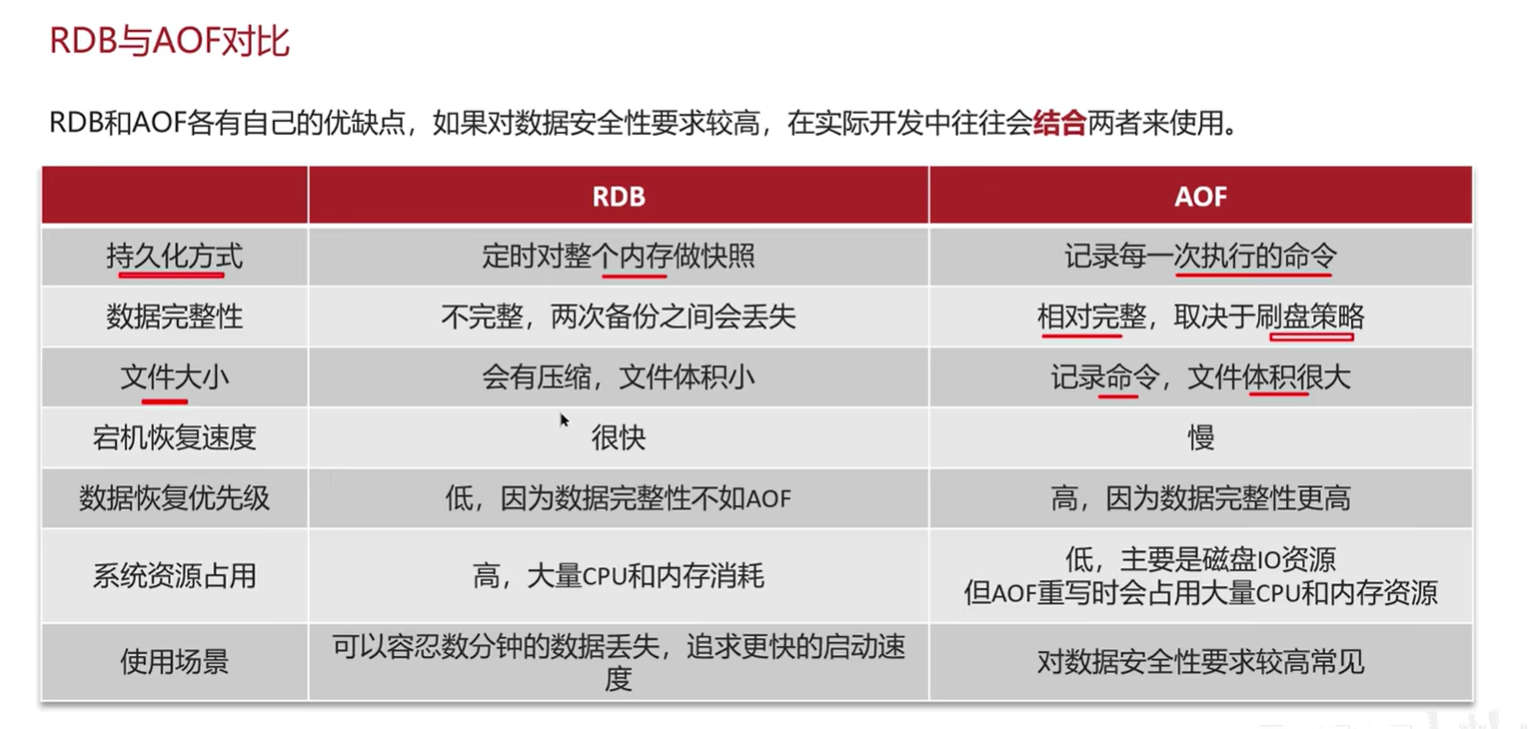 RDB与AOF对比
RDB和AOF各有自己的优缺点，如果对数据安全性要求较高，在实际开发中往往会结合两者来使用。
RDB
AOF
持久化方式
定时对整个内存做快照
记录每一次执行的命令
数据完整性
不完整，两次备份之间会丢失
相对完整，取决于刷盘策略
文件大小
会有压缩，文件体积小
记录命令，文件体积很大
宕机恢复速度
很快
慢
数据恢复优先级
低，因为数据完整性不如AOF
高，因为数据完整性更高
系统资源占用
高，大量CPU和内存消耗
低，主要是磁盘IO资源
但AOF重写时会占用大量CPU和内存资源
使用场景
可以容忍数分钟的数据丢失，追求更快的启动速
度
对数据安全性要求较高常见